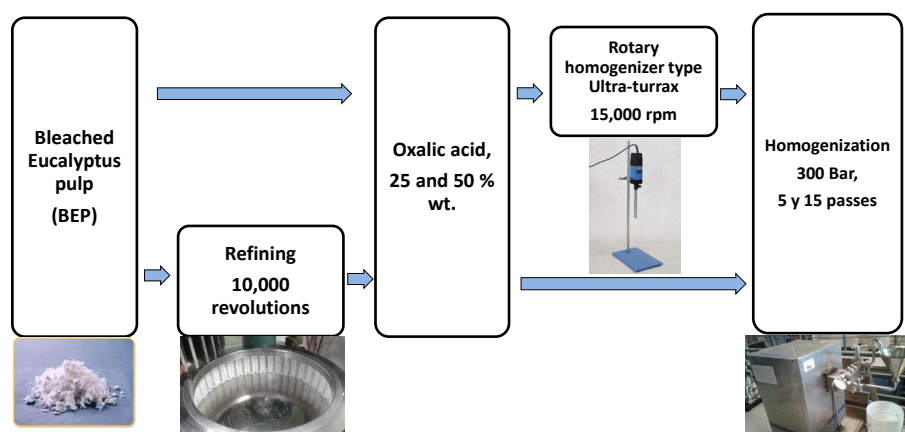 Bleached
Eucalyptus
pulp
(BEP)
Refining
10,000
revolutions
Oxalic acid,
25 and 50 %
wt.
Rotary
homogenizer type
Ultra-turrax
15,000 rpm
Homogenization
300 Bar,
5 y 15 passes